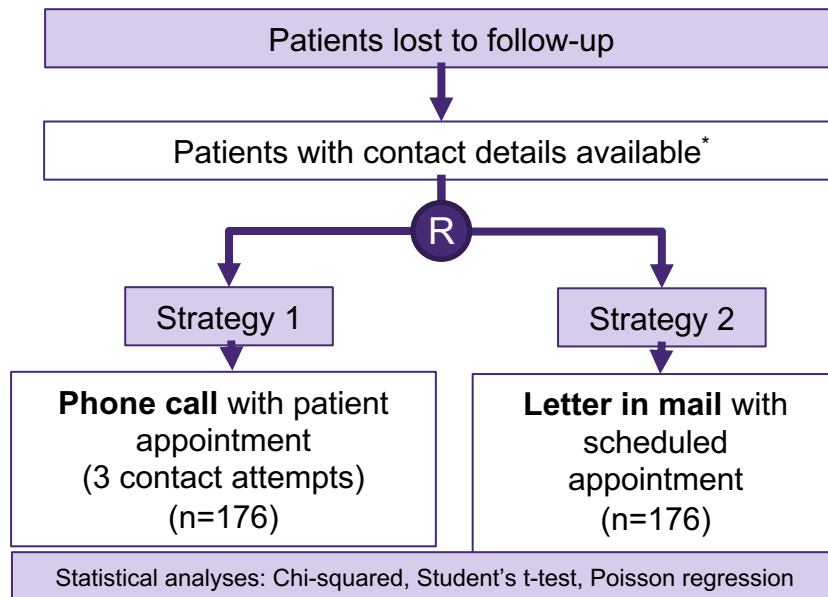 Patients lost to follow-up
Patients with contact details available*
R
Strategy 1
Strategy 2
Phone call with patient
appointment
(3 contact attempts)
(n=176)
Letter in mail with
scheduled
appointment
(n=176)
Statistical analyses: Chi-squared, Student’s t-test, Poisson regression